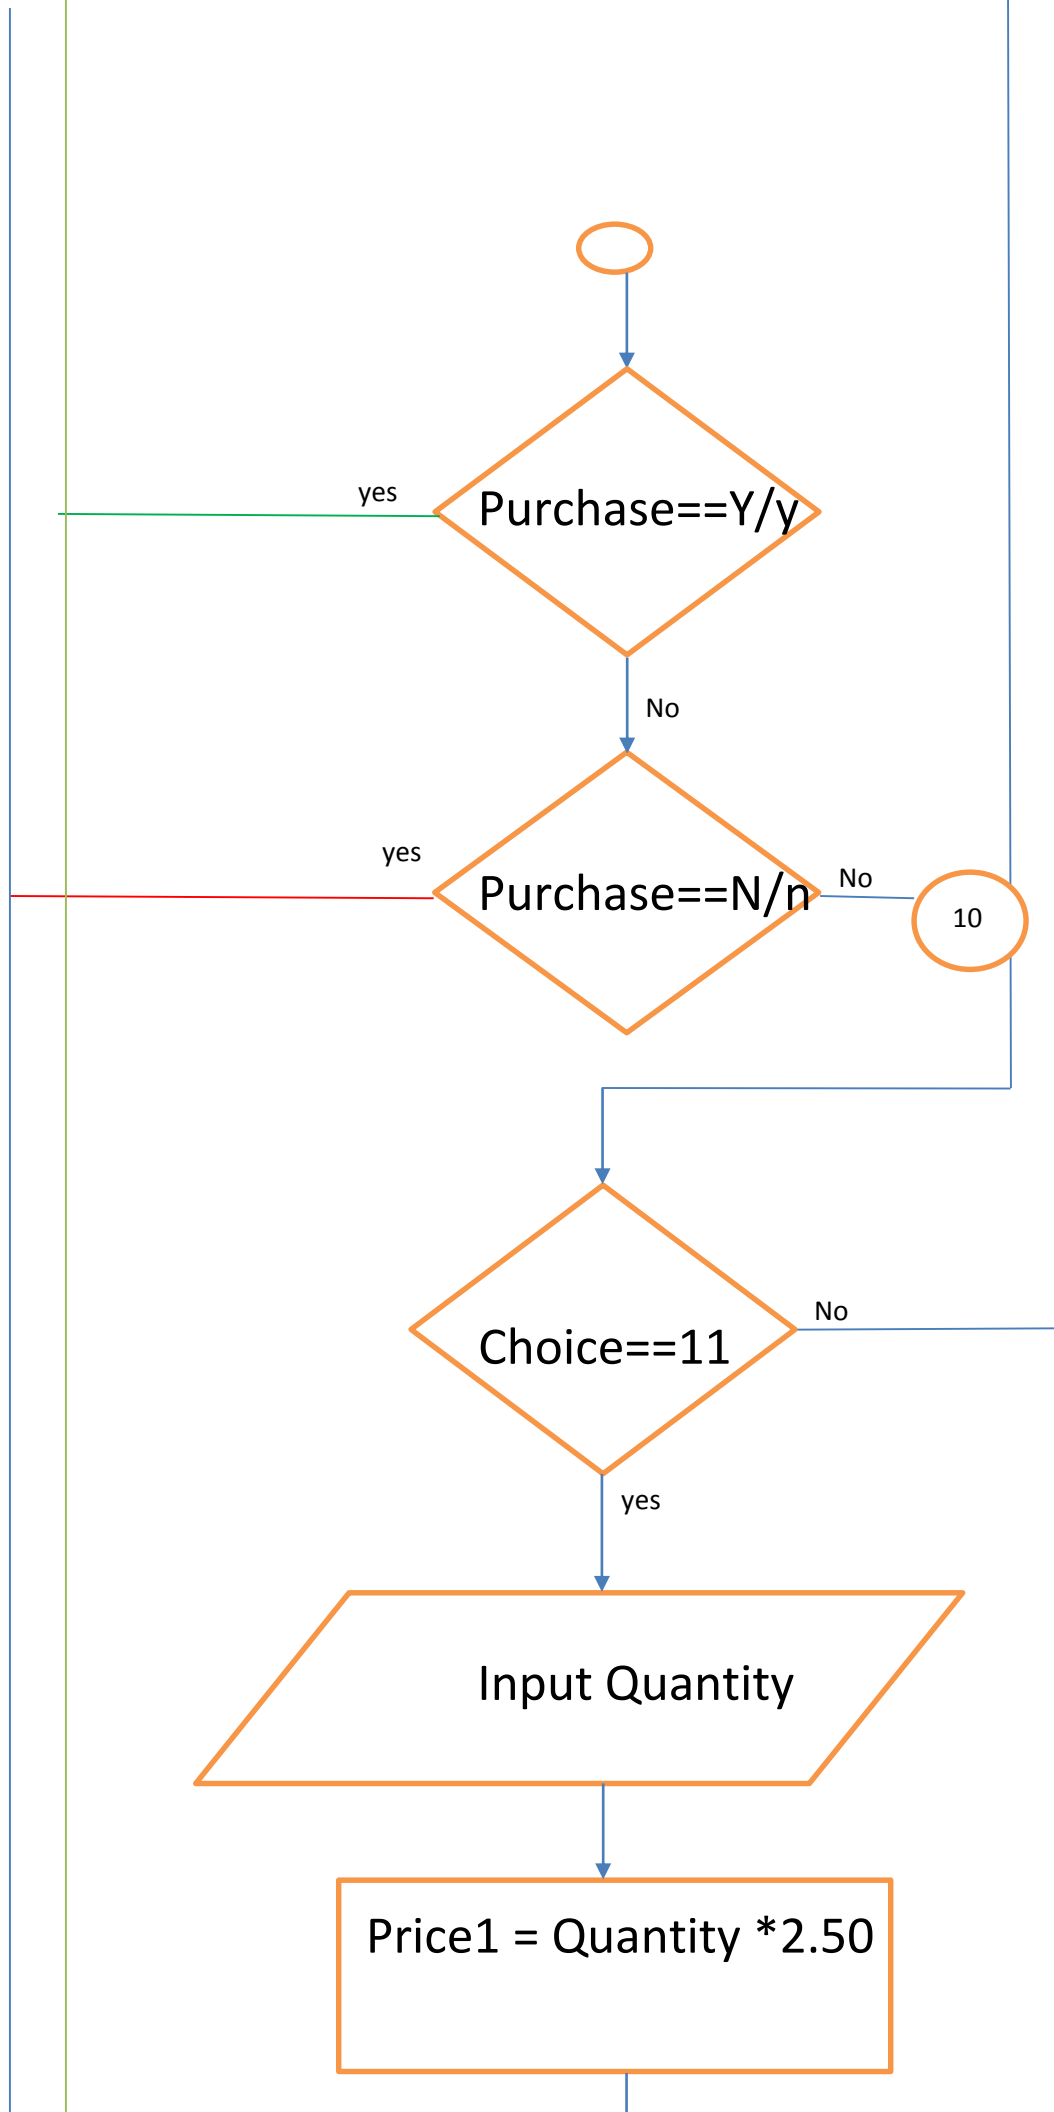 yes
Purchase==Y/y
No
yes
Purchase==N/n
No
10
No
Choice==11
yes
Input Quantity
Price1 = Quantity *2.50